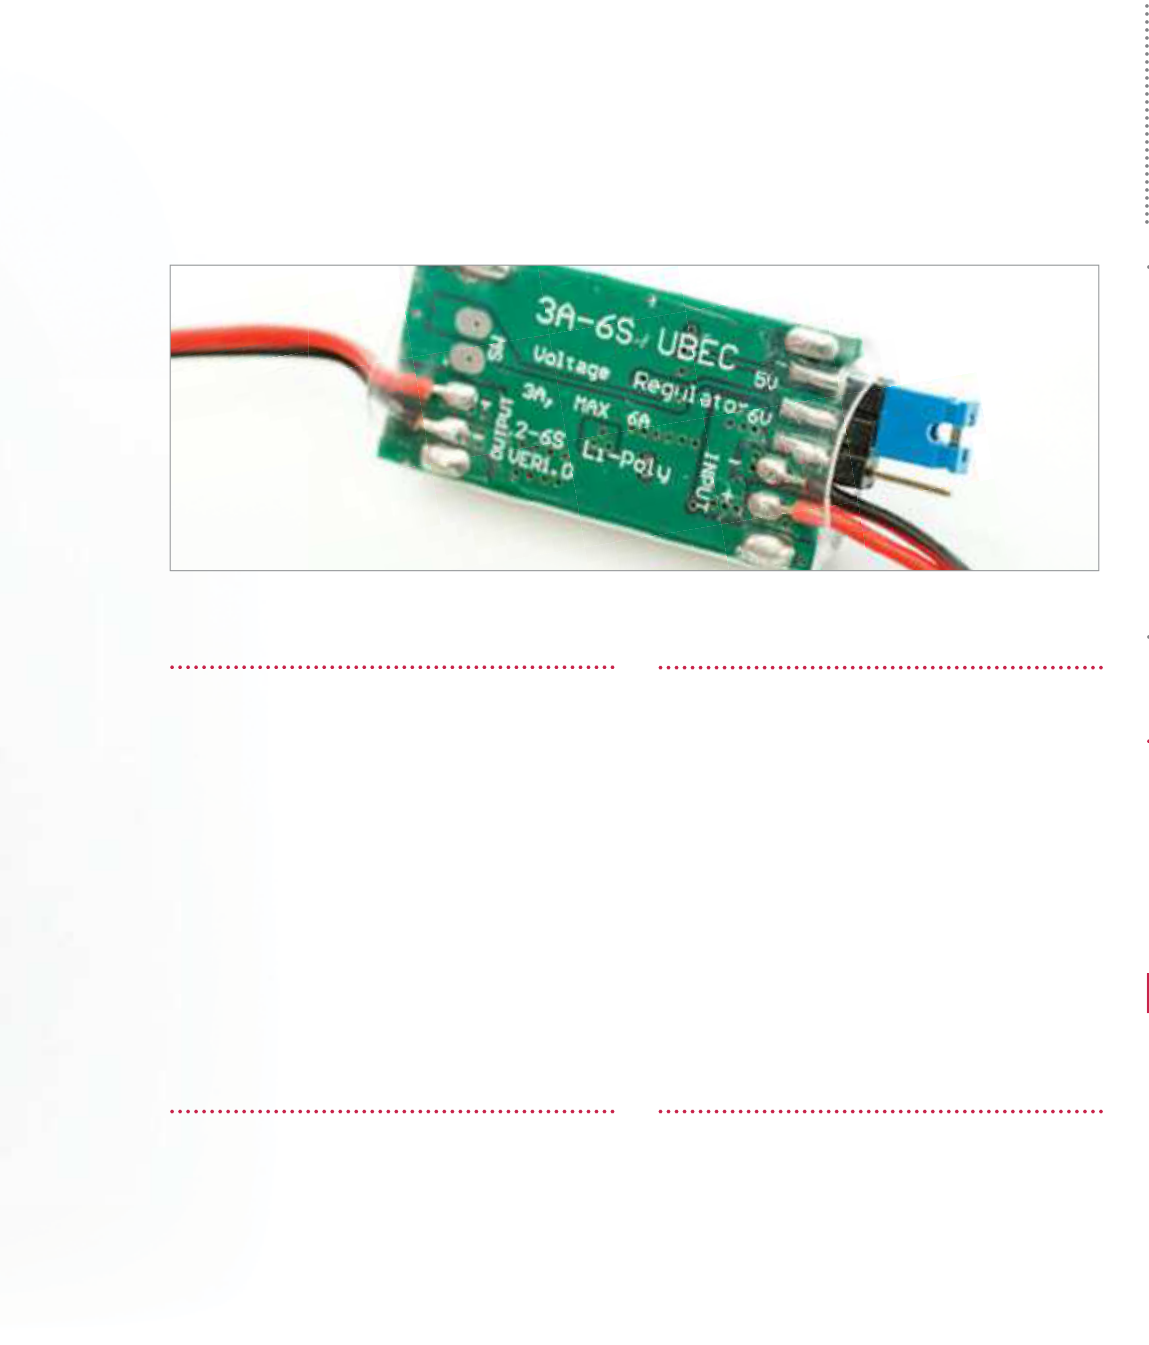 3A-6S UBEC
Voltage Regulator
3A, MAX 6A
2-6S Li-Poly
VER1.0
SW
OUTPUT
+
-
5V
6V
INPUT
-
+